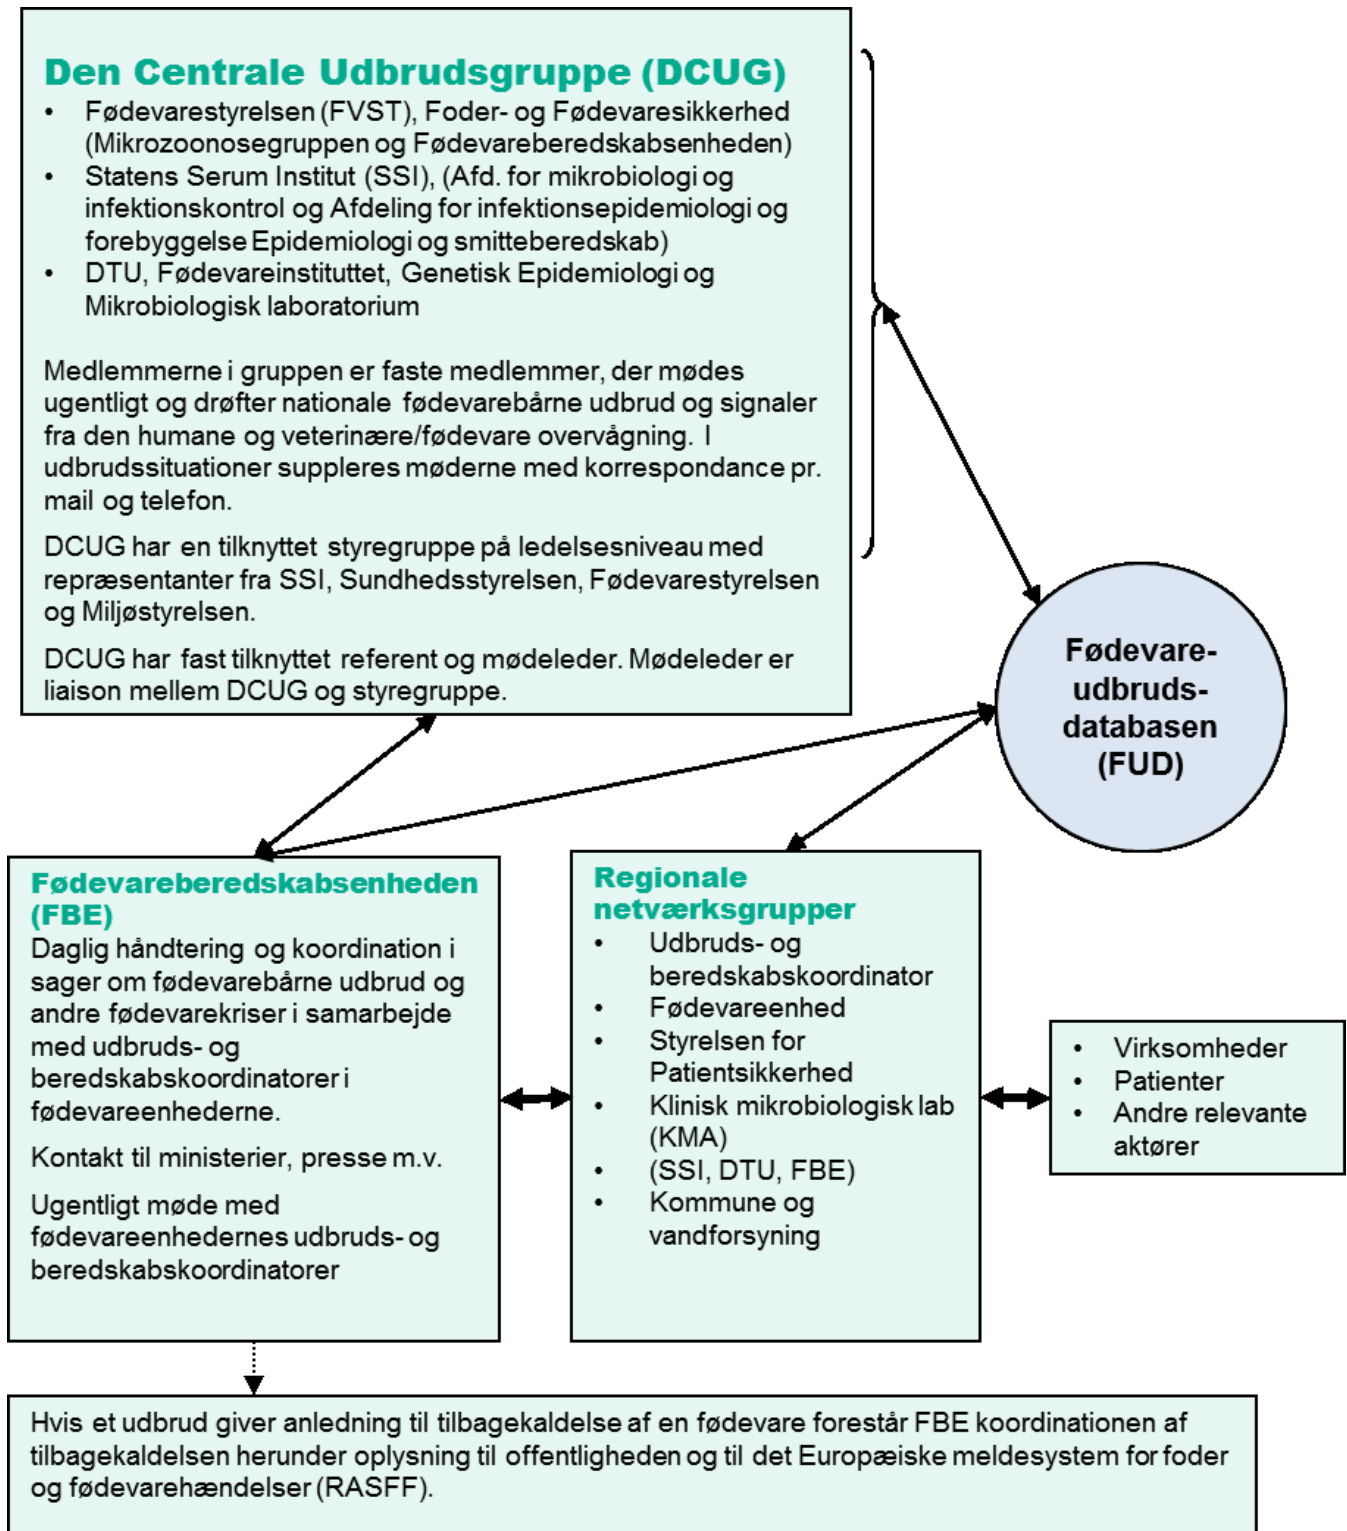 Den Centrale Udbrudsgruppe (DCUG)
• Fødevarestyrelsen (FVST), Foder- og Fødevaresikkerhed
(Mikrozoonosegruppen og Fødevareberedskabsenheden)
• Statens Serum Institut (SSI), (Afd. for mikrobiologi og
infektionskontrol og Afdeling for infektionsepidemiologi og
forebyggelse Epidemiologi og smitteberedskab)
• DTU, Fødevareinstituttet, Genetisk Epidemiologi og
Mikrobiologisk laboratorium
Medlemmerne i gruppen er faste medlemmer, der mødes
ugentligt og drøfter nationale fødevarebårne udbrud og signaler
fra den humane og veterinære/fødevare overvågning. I
udbrudssituationer suppleres møderne med korrespondance pr.
mail og telefon.
DCUG har en tilknyttet styregruppe på ledelsesniveau med
repræsentanter fra SSI, Sundhedsstyrelsen, Fødevarestyrelsen
og Miljøstyrelsen.
DCUG har fast tilknyttet referent og mødeleder. Mødeleder er
liaison mellem DCUG og styregruppe.
Fødevare-
udbruds-
databasen
(FUD)
Fødevareberedskabsenheden
(FBE)
Daglig håndtering og koordination i
sager om fødevarebårne udbrud og
andre fødevarekriser i samarbejde
med udbruds- og
beredskabskoordinatorer i
fødevareenhederne.
Kontakt til ministerier, presse m.v.
Ugentligt møde med
fødevareenhedernes udbruds- og
beredskabskoordinatorer
Regionale
netværksgrupper
• Udbruds- og
beredskabskoordinator
• Fødevareenhed
• Styrelsen for
Patientsikkerhed
• Klinisk mikrobiologisk lab
(KMA)
• (SSI, DTU, FBE)
• Kommune og
vandforsyning
• Virksomheder
• Patienter
• Andre relevante
aktører
Hvis et udbrud giver anledning til tilbagekaldelse af en fødevare forestår FBE koordinationen af
tilbagekaldelsen herunder oplysning til offentligheden og til det Europæiske meldesystem for foder
og fødevarehændelser (RASFF).